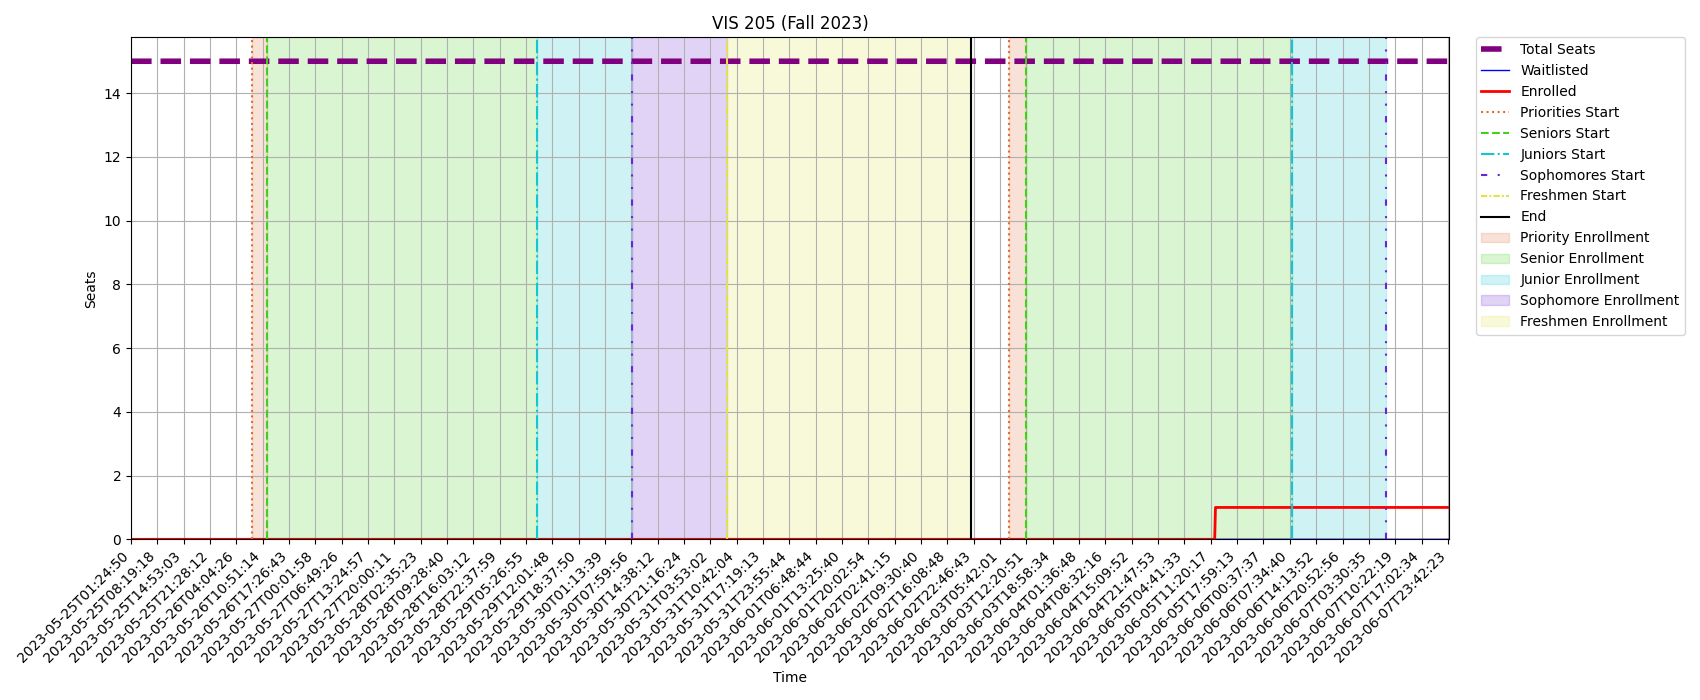 VIS 205 (Fall 2023)
Total Seats
Waitlisted
Enrolled
Priorities Start
Seniors Start
Juniors Start
Sophomores Start
Freshmen Start
End
Priority Enrollment
Senior Enrollment
Junior Enrollment
Sophomore Enrollment
Freshmen Enrollment
Seats
14
12
10
8
6
4
2
0
2023-05-25T01:24:50
2023-05-25T08:19:18
2023-05-25T14:53:03
2023-05-25T21:28:12
2023-05-26T04:04:26
2023-05-26T10:51:14
2023-05-26T17:26:43
2023-05-27T00:01:58
2023-05-27T06:49:26
2023-05-27T13:24:57
2023-05-27T20:00:11
2023-05-28T02:35:23
2023-05-28T09:28:40
2023-05-28T16:03:12
2023-05-28T22:37:59
2023-05-29T05:26:55
2023-05-29T12:01:48
2023-05-29T18:37:50
2023-05-30T01:13:39
2023-05-30T07:59:56
2023-05-30T14:38:12
2023-05-30T21:16:24
2023-05-31T03:53:02
2023-05-31T10:42:04
2023-05-31T17:19:13
2023-05-31T23:55:44
2023-06-01T06:48:44
2023-06-01T13:25:40
2023-06-01T20:02:54
2023-06-02T02:41:15
2023-06-02T09:30:40
2023-06-02T16:08:48
2023-06-02T22:46:43
2023-06-03T05:42:01
2023-06-03T12:20:51
2023-06-03T18:58:34
2023-06-04T01:36:48
2023-06-04T08:32:16
2023-06-04T15:09:52
2023-06-04T21:47:53
2023-06-05T04:41:33
2023-06-05T11:20:17
2023-06-05T17:59:13
2023-06-06T00:37:37
2023-06-06T07:34:40
2023-06-06T14:13:52
2023-06-06T20:52:56
2023-06-07T03:30:35
2023-06-07T10:22:19
2023-06-07T17:02:34
2023-06-07T23:42:23
Time